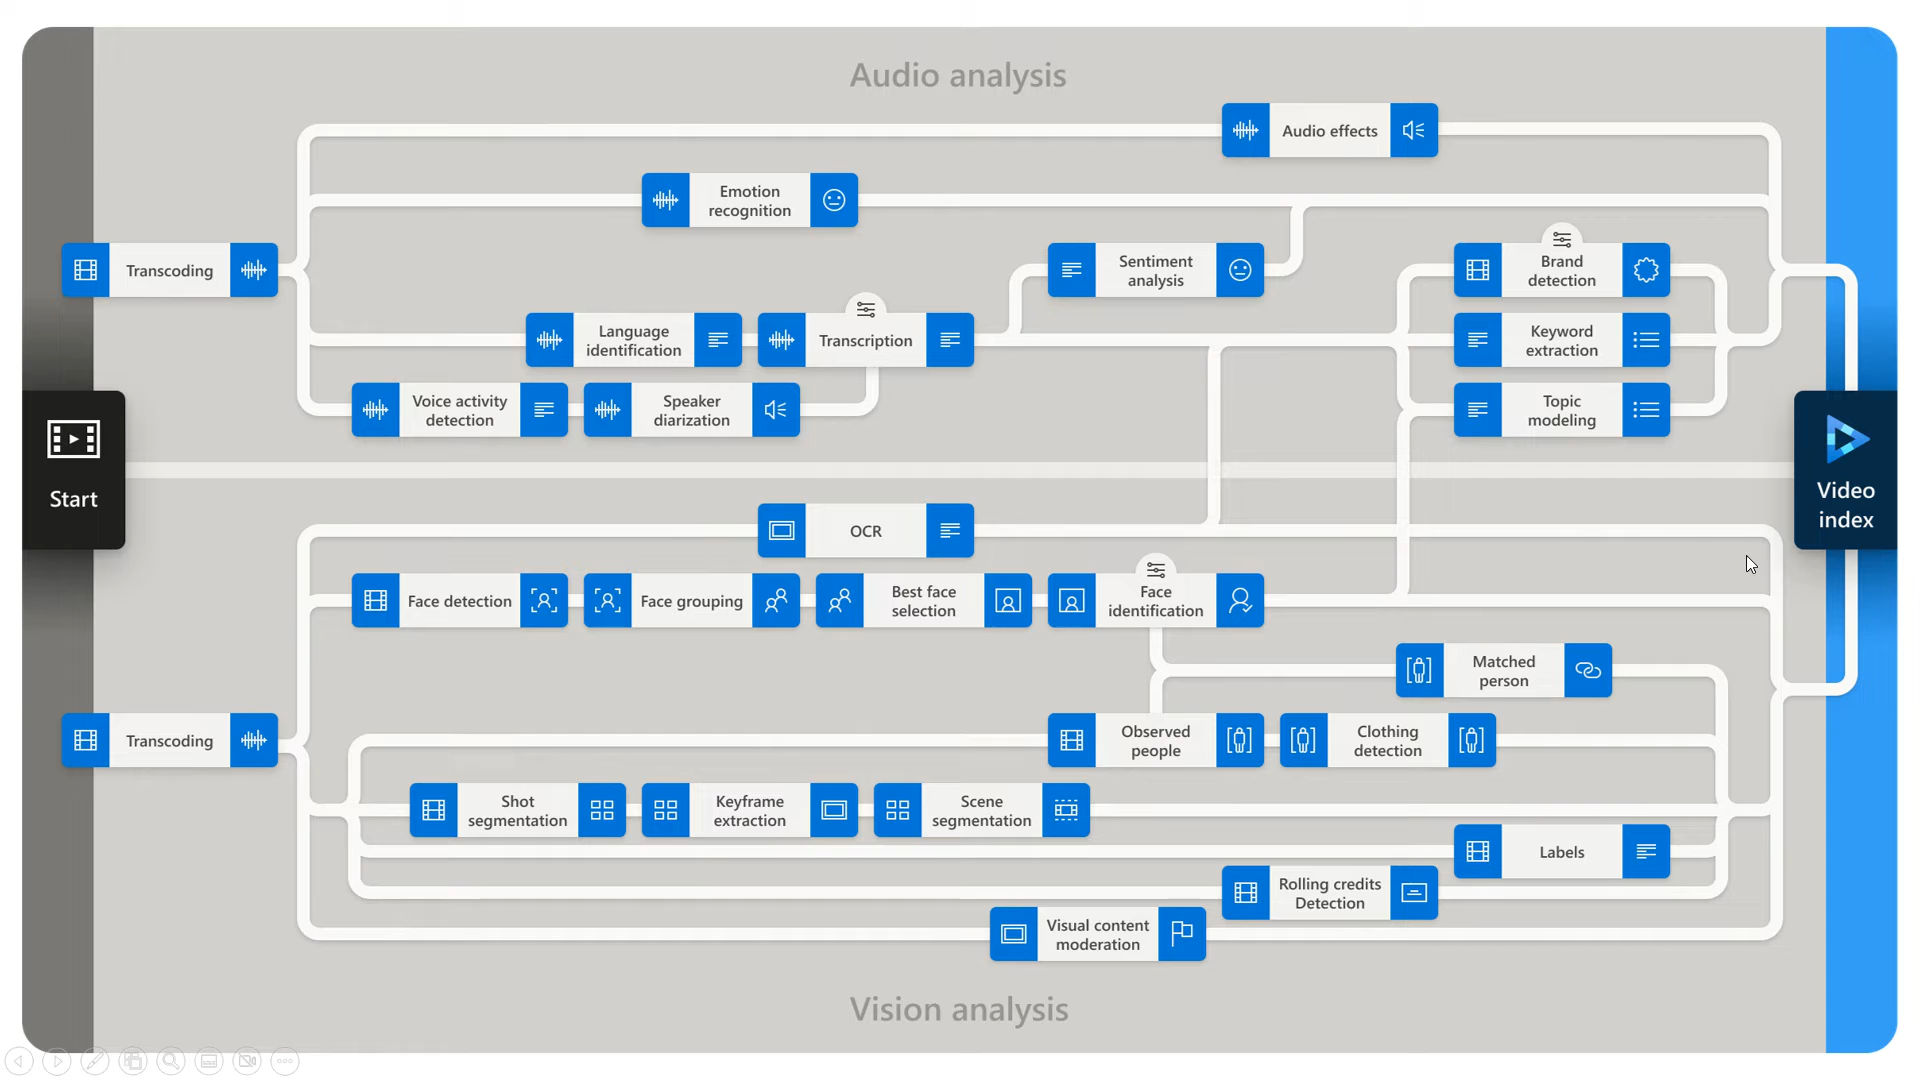 Audio analysis
Audio effects
Emotion
recognition
Transcoding
Sentiment
analysis
Brand
detection
Language
identification
Transcription
Keyword
extraction
Voice activity
detection
Speaker
diarization
Topic
modeling
Start
Video
index
OCR
Face detection
Face grouping
Best face
selection
Face
identification
Matched
person
Transcoding
Observed
people
Clothing
detection
Shot
segmentation
Keyframe
extraction
Scene
segmentation
Labels
Rolling credits
Detection
Visual content
moderation
Vision analysis